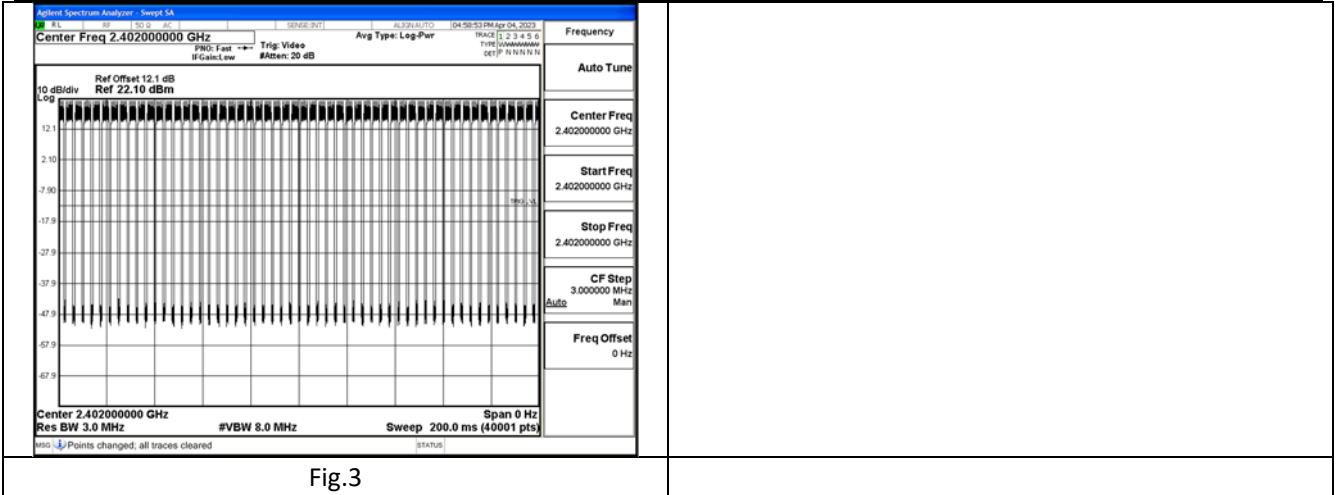 Agilent Spectrum Analyzer - Swept SA
RL RF 50 Ω AC SENSE:INT ALIGN AUTO 04:58:53 PM Apr 04, 2023
Center Freq 2.402000000 GHz
PNO: Fast
IFGain:Low
Trig: Video
#Atten: 20 dB
Avg Type: Log-Pwr
TRACE 1 2 3 4 5 6
TYPE
DET P N N N N N
Ref Offset 12.1 dB
10 dB/div Ref 22.10 dBm
Log
12.1
2.10
-7.90
-17.9
-27.9
-37.9
-47.9
-57.9
-67.9
Center 2.402000000 GHz Span 0 Hz
Res BW 3.0 MHz #VBW 8.0 MHz Sweep 200.0 ms (40001 pts)
MSG Points changed; all traces cleared STATUS
Frequency
Auto Tune
Center Freq
2.402000000 GHz
Start Freq
2.402000000 GHz
Stop Freq
2.402000000 GHz
CF Step
3.000000 MHz
Auto Man
Freq Offset
0 Hz
Fig.3